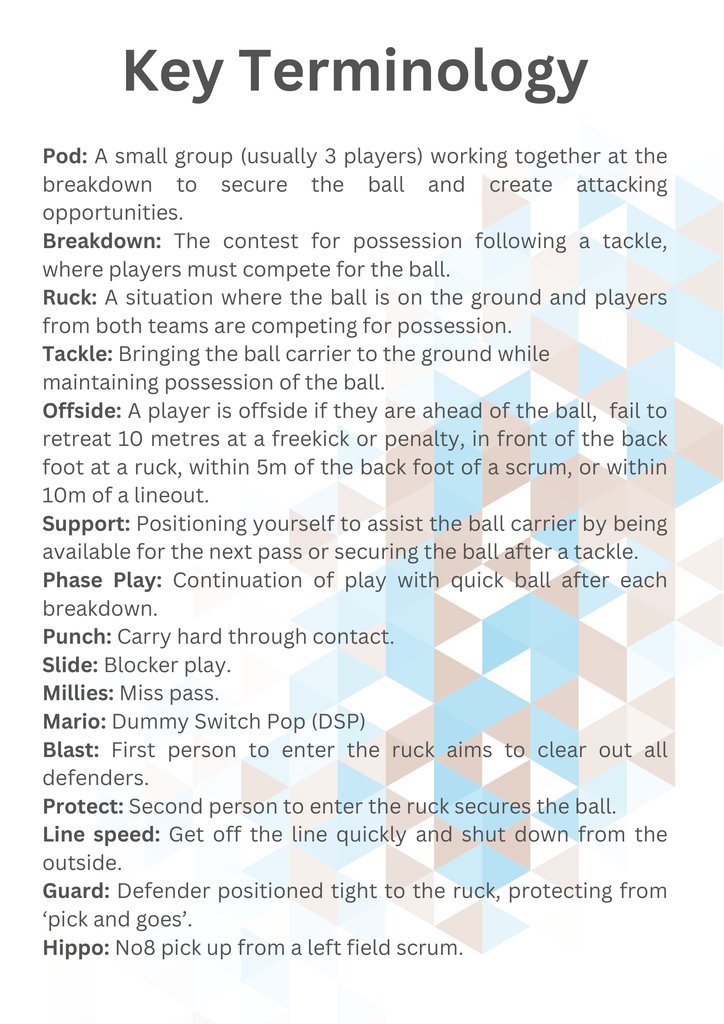 Key Terminology
Pod: A small group (usually 3 players) working together at the
breakdown to secure the ball and create attacking
opportunities.
Breakdown: The contest for possession following a tackle,
where players must compete for the ball.
Ruck: A situation where the ball is on the ground and players
from both teams are competing for possession.
Tackle: Bringing the ball carrier to the ground while
maintaining possession of the ball.
Offside: A player is offside if they are ahead of the ball, fail to
retreat 10 metres at a freekick or penalty, in front of the back
foot at a ruck, within 5m of the back foot of a scrum, or within
10m of a lineout.
Support: Positioning yourself to assist the ball carrier by being
available for the next pass or securing the ball after a tackle.
Phase Play: Continuation of play with quick ball after each
breakdown.
Punch: Carry hard through contact.
Slide: Blocker play.
Millies: Miss pass.
Mario: Dummy Switch Pop (DSP)
Blast: First person to enter the ruck aims to clear out all
defenders.
Protect: Second person to enter the ruck secures the ball.
Line speed: Get off the line quickly and shut down from the
outside.
Guard: Defender positioned tight to the ruck, protecting from
‘pick and goes’.
Hippo: No8 pick up from a left field scrum.